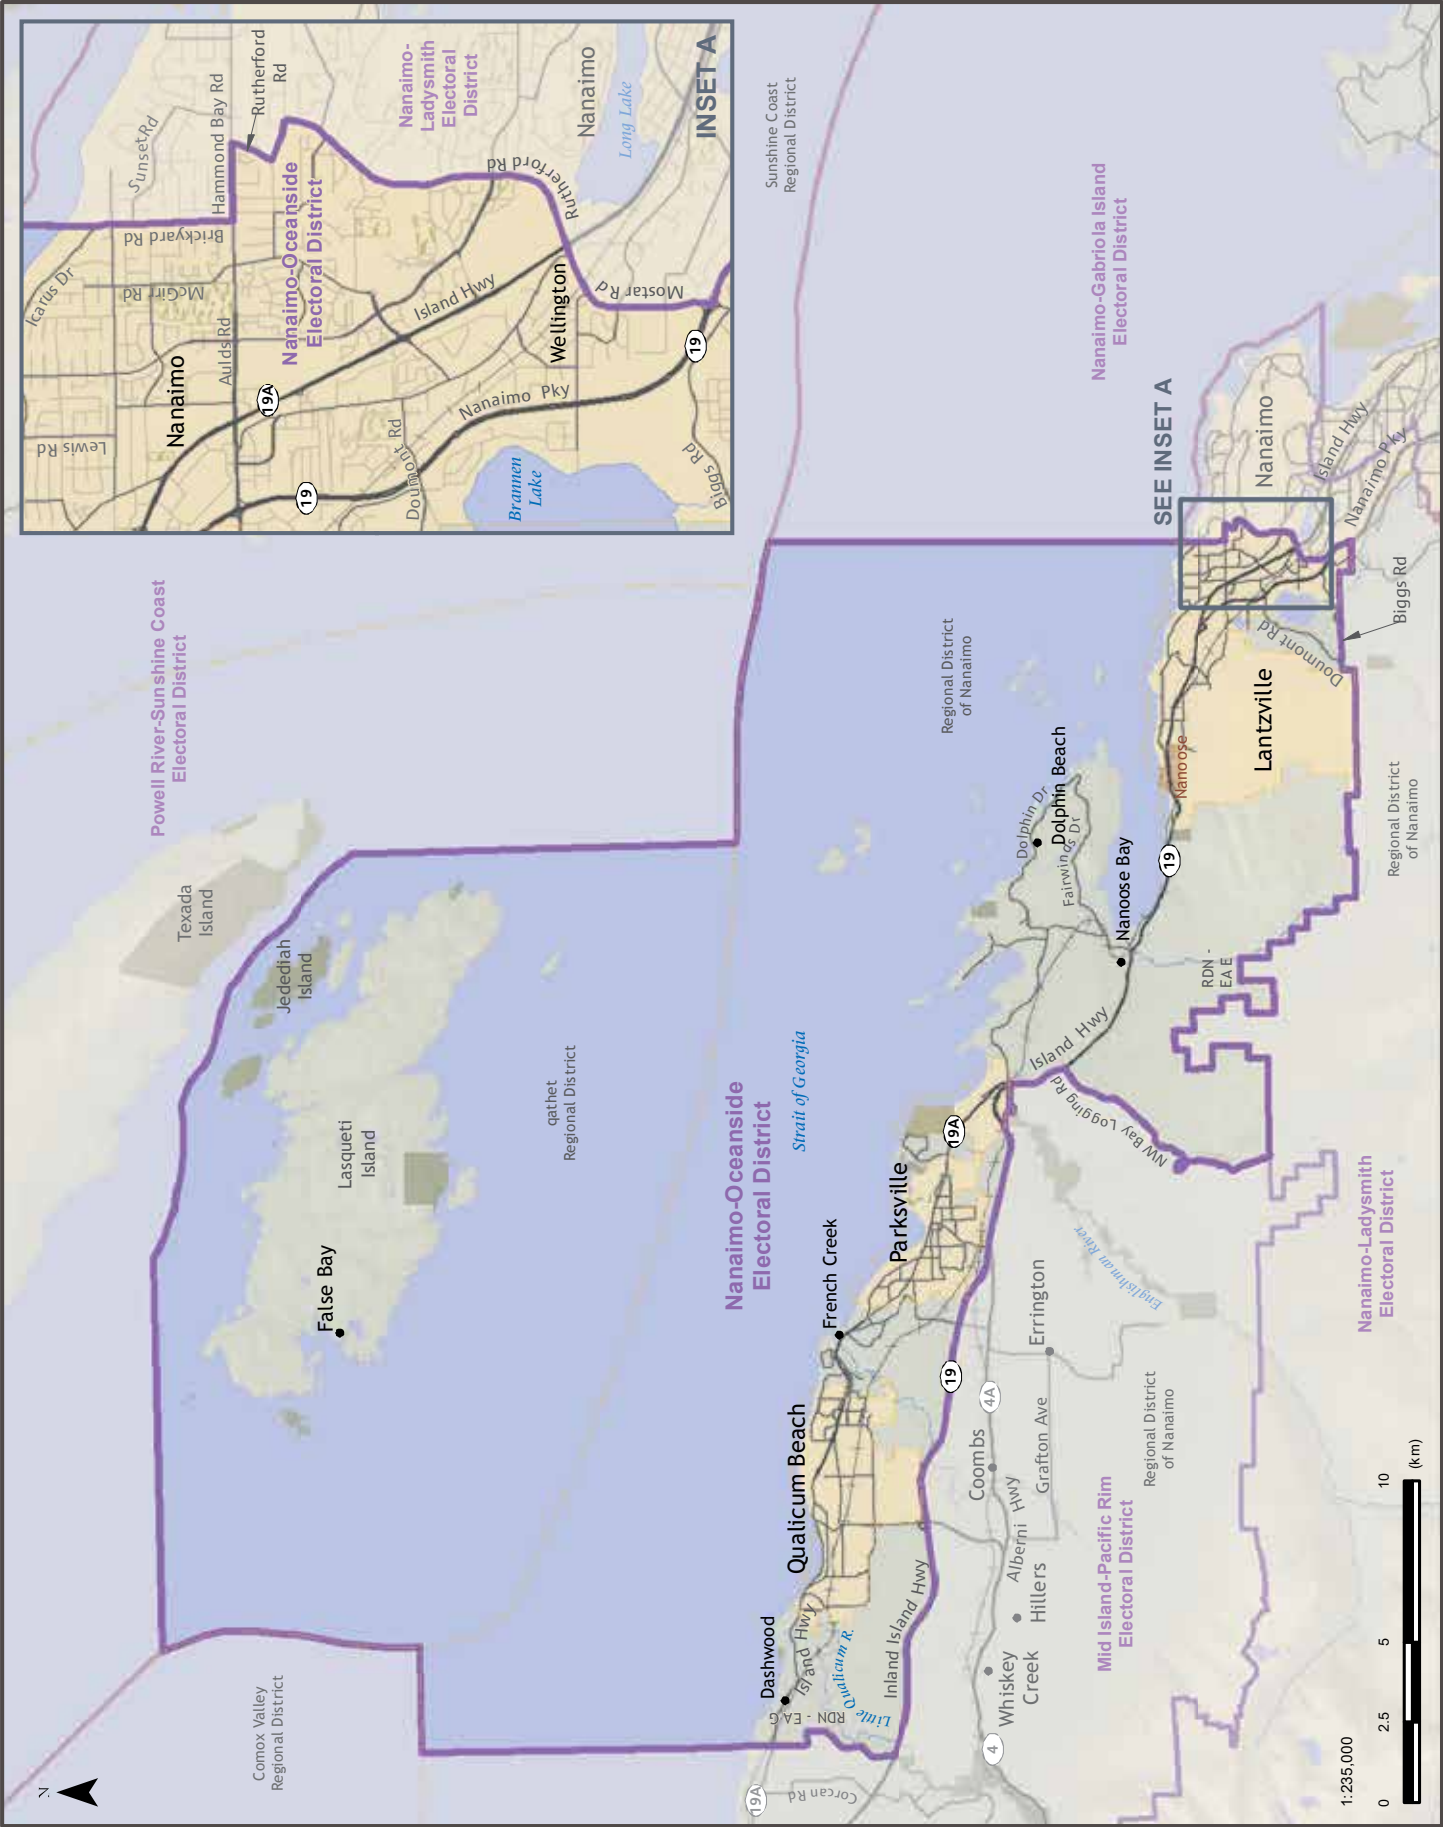 N
Comox Valley
Regional District
Powell River-Sunshine Coast
Electoral District
Texada
Island
Jedediah
Island
Lasqueti
Island
False Bay
qathet
Regional District
Nanaimo-Oceanside
Electoral District
Strait of Georgia
Sunshine Coast
Regional District
Nanaimo-Gabriola Island
Electoral District
Regional District
of Nanaimo
SEE INSET A
Nanaimo
Island Hwy
Nanaimo Pky
Biggs Rd
Doumont Rd
Lantzville
Nanoose
Dolphin Dr
Dolphin Beach
Fairwinds Dr
Nanoose Bay
19
RDN -
EA E
Regional District
of Nanaimo
Island Hwy
NW Bay Logging Rd
19A
Parksville
French Creek
Qualicum Beach
Dashwood
Island Hwy
Little Qualicum R.
RDN - EA G
Inland Island Hwy
19
19A
Corcan Rd
4
Whiskey
Creek
Hillers
Alberni Hwy
Coombs
4A
Grafton Ave
Errington
Englishman River
Regional District
of Nanaimo
Mid Island-Pacific Rim
Electoral District
Nanaimo-Ladysmith
Electoral District
1:235,000
0
2.5
5
10
(km)
INSET A
Icarus Dr
Brickyard Rd
McGirr Rd
Lewis Rd
Sunset Rd
Hammond Bay Rd
Rutherford
Rd
Aulds Rd
Nanaimo
19A
19
Nanaimo-Oceanside
Electoral District
Nanaimo-
Ladysmith
Electoral
District
Island Hwy
Doumont Rd
Nanaimo Pky
Brannen
Lake
Wellington
Rutherford Rd
Mostar Rd
19
Biggs Rd
Nanaimo
Long Lake